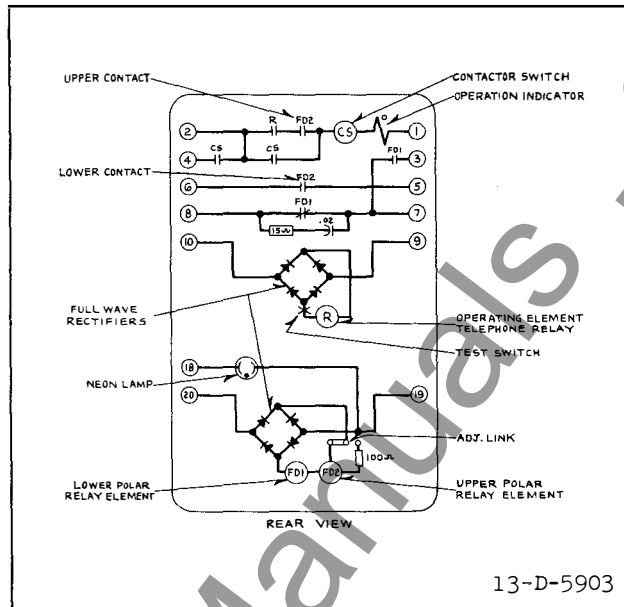 UPPER CONTACT
CONTACTOR SWITCH
OPERATION INDICATOR
R FD2
O
2
CS
1
FD1
4
CS
CS
3
LOWER CONTACT
FD2
6
5
FD1
8
7
15Ω
.02
10
9
FULL WAVE
RECTIFIERS
R
OPERATING ELEMENT
TELEPHONE RELAY
TEST SWITCH
18
NEON LAMP
20
19
ADJ. LINK
100Ω
FD1
FD2
LOWER POLAR
RELAY ELEMENT
UPPER POLAR
RELAY ELEMENT
REAR VIEW
Manuals
13-D-5903